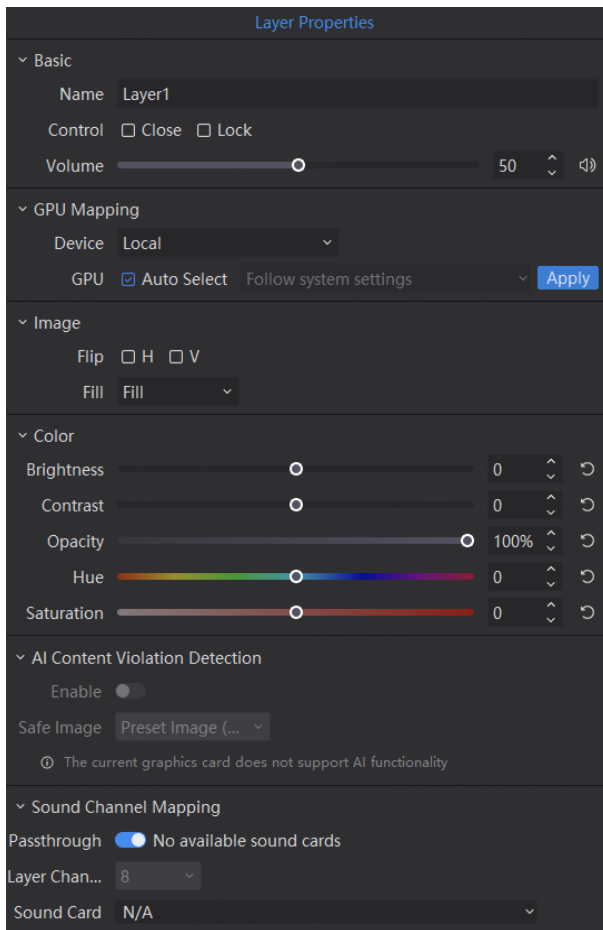 Layer Properties
Basic
Name Layer1
Control Close Lock
Volume 50
GPU Mapping
Device Local
GPU Auto Select Follow system settings Apply
Image
Flip H V
Fill Fill
Color
Brightness 0
Contrast 0
Opacity 100%
Hue 0
Saturation 0
AI Content Violation Detection
Enable
Safe Image Preset Image (...
The current graphics card does not support AI functionality
Sound Channel Mapping
Passthrough No available sound cards
Layer Chan... 8
Sound Card N/A